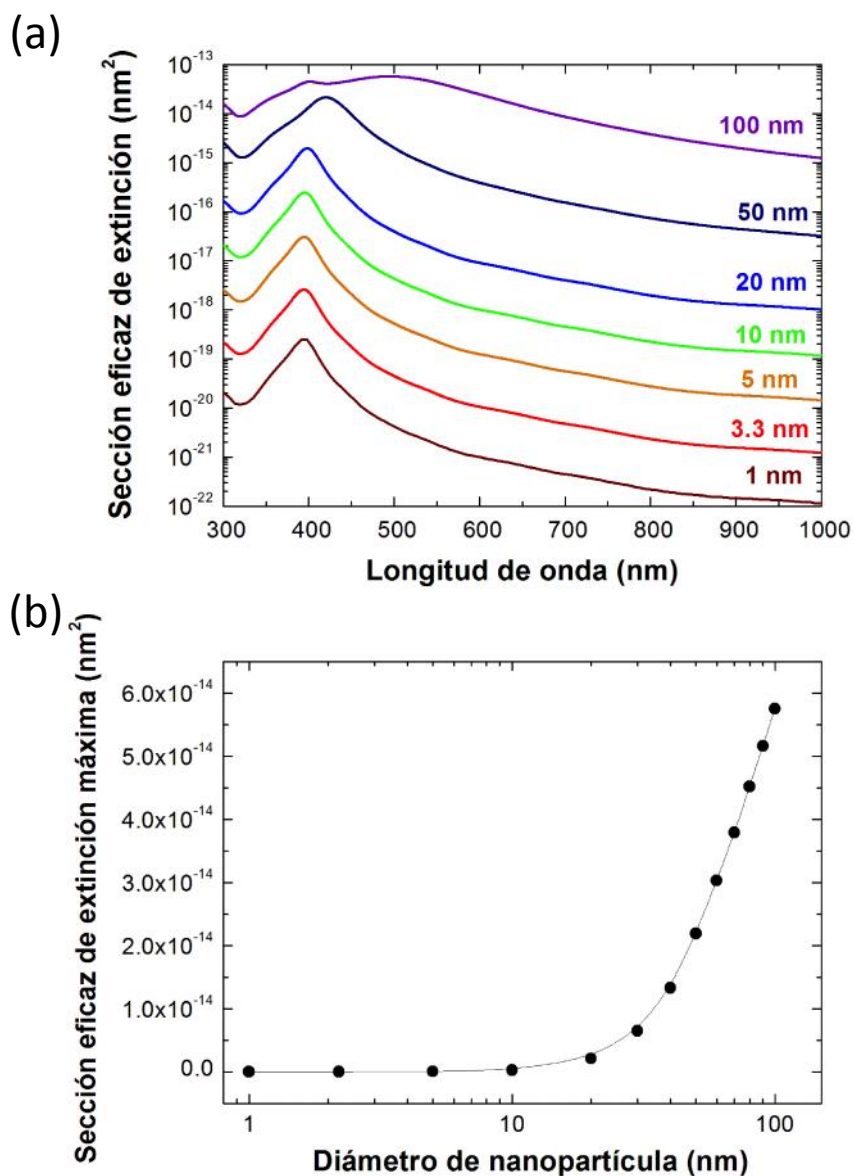 (a)
Sección eficaz de extinción (nm²)
10⁻¹³
10⁻¹⁴
10⁻¹⁵
10⁻¹⁶
10⁻¹⁷
10⁻¹⁸
10⁻¹⁹
10⁻²⁰
10⁻²¹
10⁻²²
100 nm
50 nm
20 nm
10 nm
5 nm
3.3 nm
1 nm
300 400 500 600 700 800 900 1000
Longitud de onda (nm)
(b)
Sección eficaz de extinción máxima (nm²)
6.0x10⁻¹⁴
5.0x10⁻¹⁴
4.0x10⁻¹⁴
3.0x10⁻¹⁴
2.0x10⁻¹⁴
1.0x10⁻¹⁴
0.0
1 10 100
Diámetro de nanopartícula (nm)